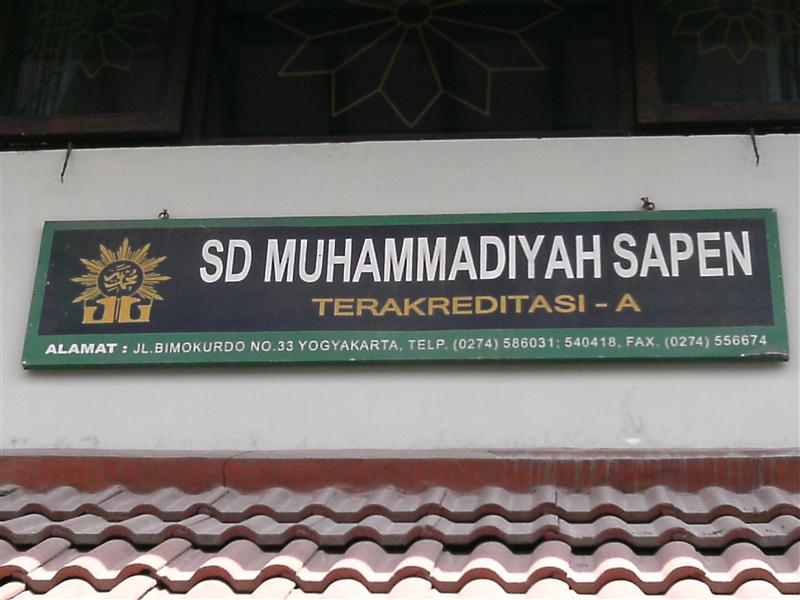 SD MUHAMMADIYAH SAPEN
TERAKREDITASI - A
ALAMAT : JL.BIMOKURDO NO.33 YOGYAKARTA, TELP. (0274) 586031; 540418, FAX. (0274) 556674